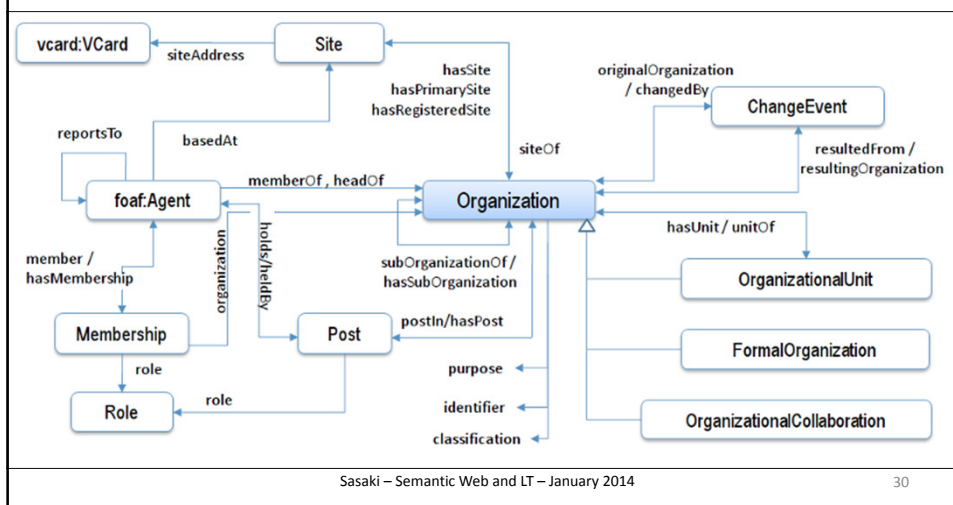 vcard:VCard
siteAddress
Site
hasSite
hasPrimarySite
hasRegisteredSite
originalOrganization
/ changedBy
ChangeEvent
reportsTo
basedAt
siteOf
resultedFrom /
resultingOrganization
foaf:Agent
memberOf , headOf
Organization
hasUnit / unitOf
member /
hasMembership
organization
holds/heldBy
subOrganizationOf /
hasSubOrganization
OrganizationalUnit
Membership
Post
postIn/hasPost
FormalOrganization
role
purpose
Role
role
identifier
OrganizationalCollaboration
classification
Sasaki – Semantic Web and LT – January 2014
30